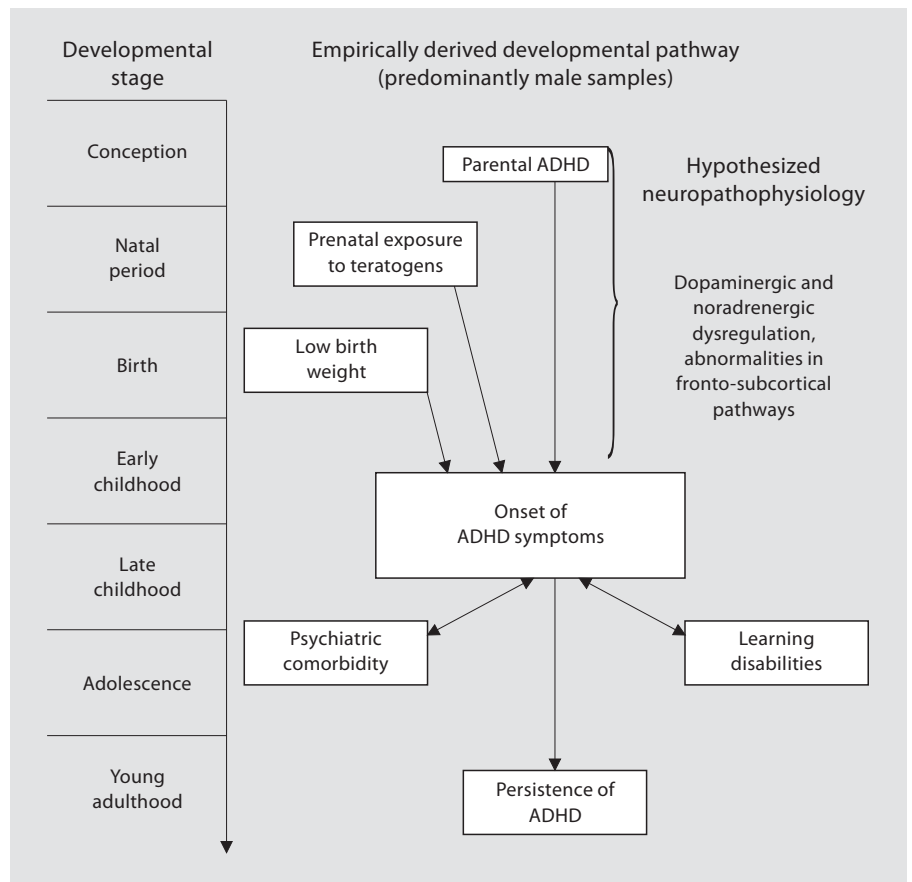 Developmental
stage
Empirically derived developmental pathway
(predominantly male samples)
Conception
Natal
period
Birth
Early
childhood
Late
childhood
Adolescence
Young
adulthood
Parental ADHD
Prenatal exposure
to teratogens
Low birth
weight
Hypothesized
neuropathophysiology
Dopaminergic and
noradrenergic
dysregulation,
abnormalities in
fronto-subcortical
pathways
Onset of
ADHD symptoms
Psychiatric
comorbidity
Learning
disabilities
Persistence of
ADHD